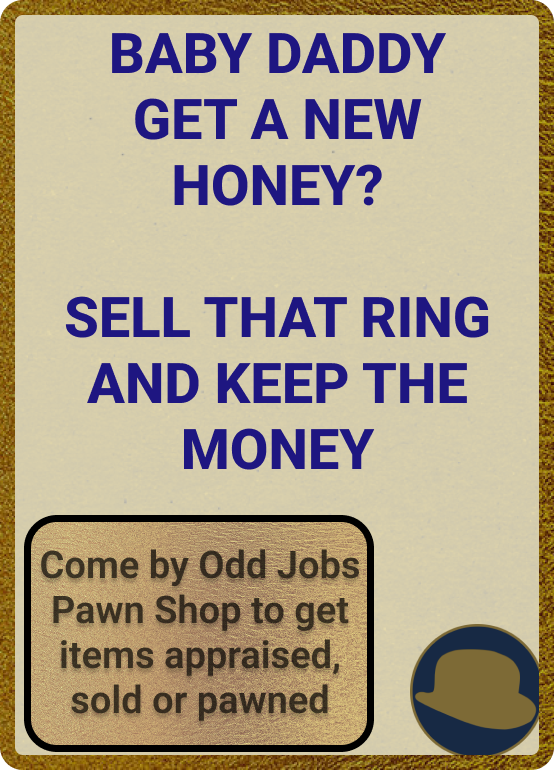 BABY DADDY
GET A NEW
HONEY?
SELL THAT RING
AND KEEP THE
MONEY
Come by Odd Jobs
Pawn Shop to get
items appraised,
sold or pawned